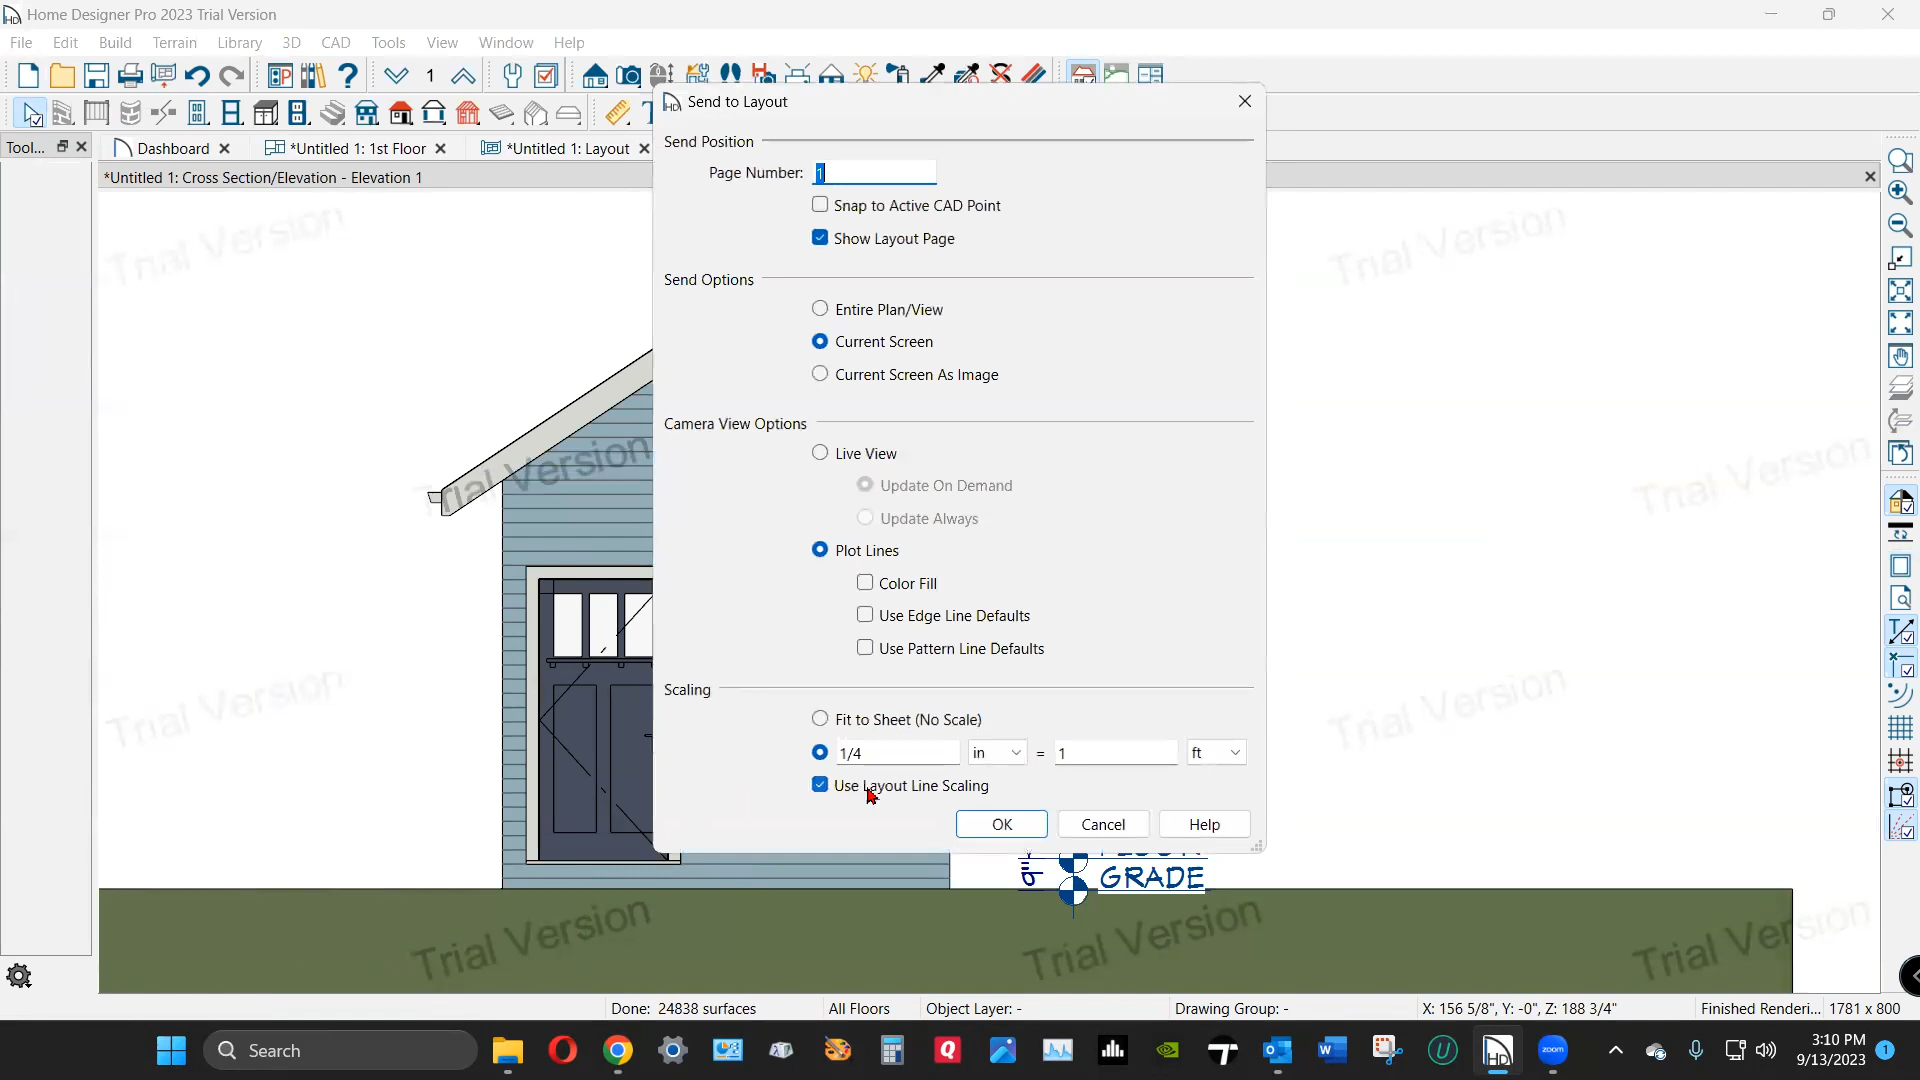 Home Designer Pro 2023 Trial Version
File Edit Build Terrain Library 3D CAD Tools View Window Help
1
Tool...
Dashboard
*Untitled 1: 1st Floor
*Untitled 1: Layout
*Untitled 1: Cross Section/Elevation - Elevation 1
Send to Layout
Send Position
Page Number: 1
Snap to Active CAD Point
Show Layout Page
Send Options
Entire Plan/View
Current Screen
Current Screen As Image
Camera View Options
Live View
Update On Demand
Update Always
Plot Lines
Color Fill
Use Edge Line Defaults
Use Pattern Line Defaults
Scaling
Fit to Sheet (No Scale)
1/4 in = 1 ft
Use Layout Line Scaling
OK Cancel Help
GRADE
Trial Version
Trial Version
Trial Version
Trial Version
Trial Version
Trial Version
Trial Version
Trial Version
Trial Version
Done: 24838 surfaces
All Floors
Object Layer: -
Drawing Group: -
X: 156 5/8", Y: -0", Z: 188 3/4"
Finished Renderi...
1781 x 800
Search
zoom
3:10 PM
9/13/2023
1